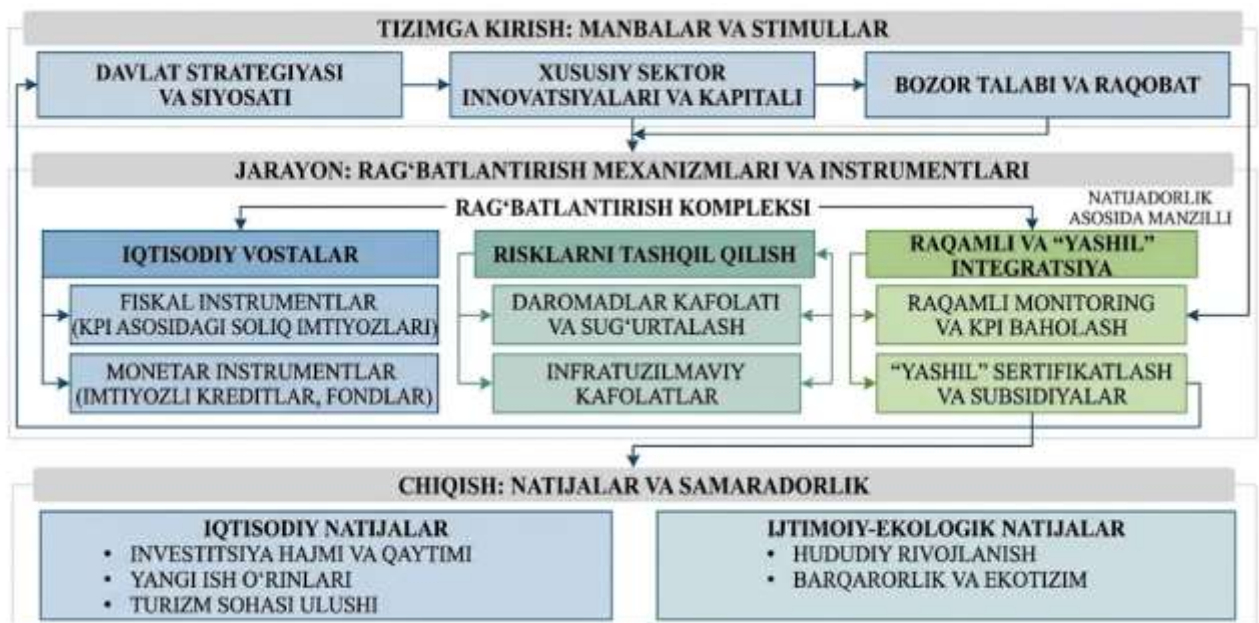 TIZIMGA KIRISH: MANBALAR VA STIMULLAR
DAVLAT STRATEGIYASI
VA SIYOSATI
XUSUSIY SEKTOR
INNOVATSIYALARI VA KAPITALI
BOZOR TALABI VA RAQOBAT
JARAYON: RAG‘BATLANTIRISH MEXANIZMLARI VA INSTRUMENTLARI
RAG‘BATLANTIRISH KOMPLEKSI
NATIJADORLIK
ASOSIDA MANZILLI
IQTISODIY VOSTALAR
FISKAL INSTRUMENTLAR
(KPI ASOSIDAGI SOLIQ IMTIYOZLARI)
MONETAR INSTRUMENTLAR
(IMTIYOZLI KREDITLAR, FONDLAR)
RISKLARNI TASHQIL QILISH
DAROMADLAR KAFOLATI
VA SUG‘URTALASH
INFRATUZILMAVIY
KAFOLATLAR
RAQAMLI VA “YASHIL”
INTEGRATSIYA
RAQAMLI MONITORING
VA KPI BAHOLASH
“YASHIL” SERTIFIKATLASH
VA SUBSIDIYALAR
CHIQISH: NATIJALAR VA SAMARADORLIK
IQTISODIY NATIJALAR
• INVESTITSIYA HAJMI VA QAYTIMI
• YANGI ISH O‘RINLARI
• TURIZM SOHASI ULUSHI
IJTIMOIY-EKOLOGIK NATIJALAR
• HUDUDIY RIVOJLANISH
• BARQARORLIK VA EKOTIZIM